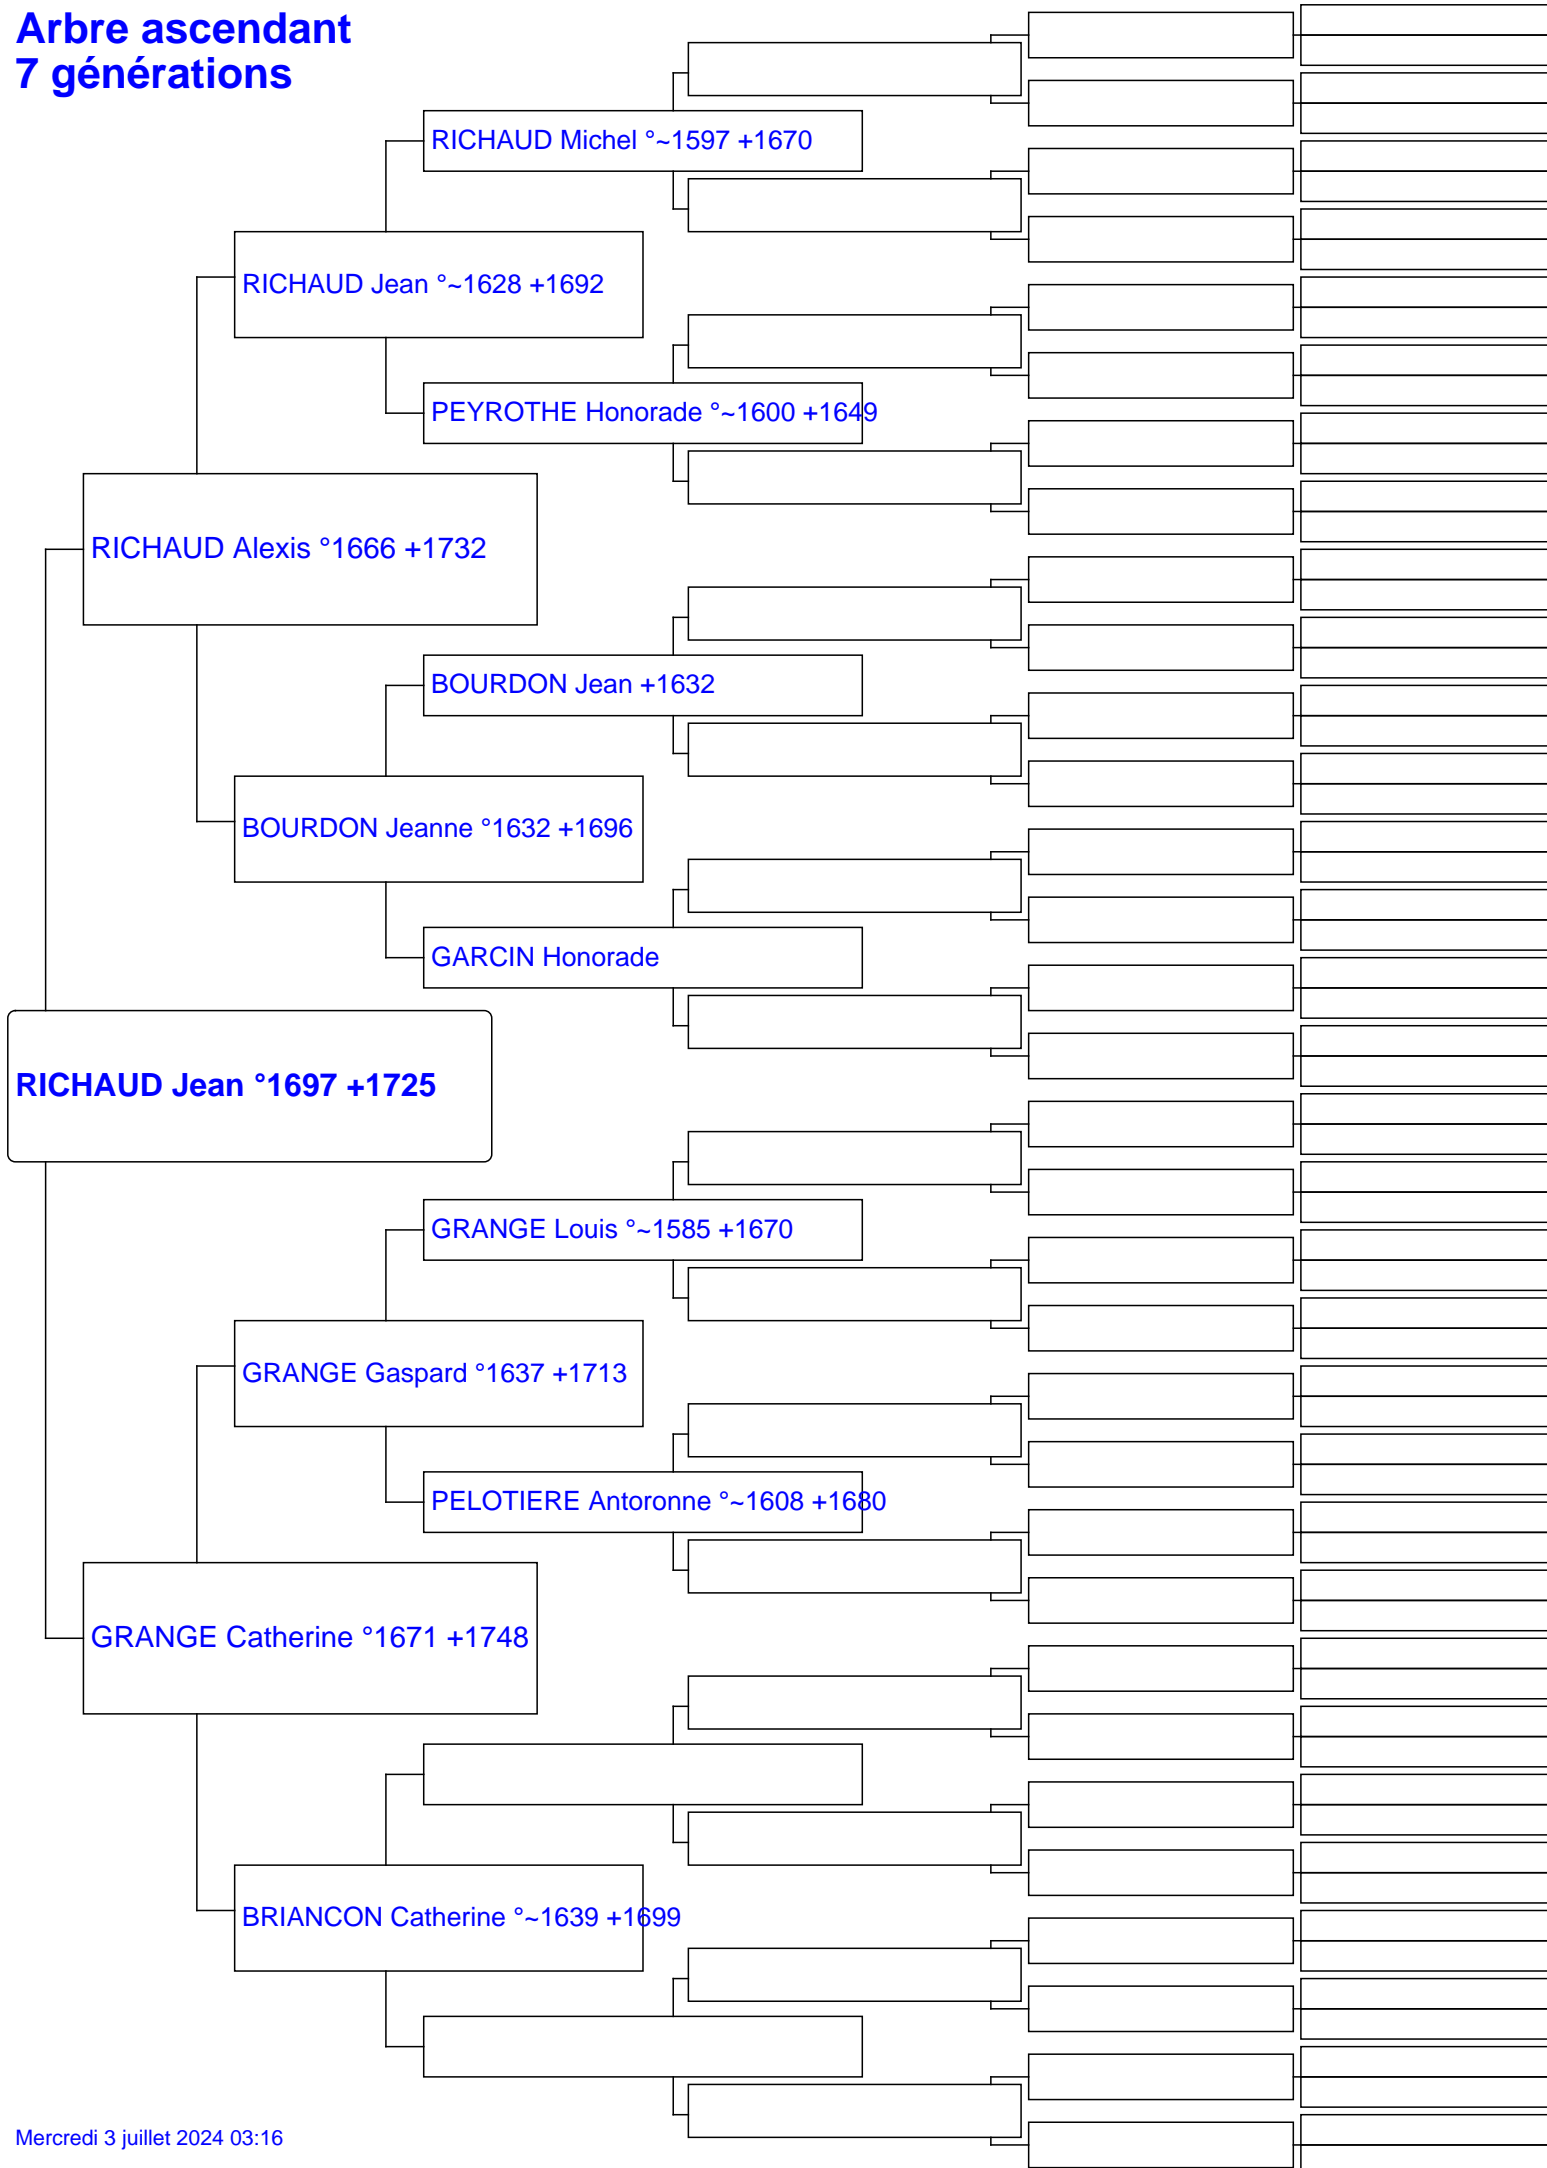 Arbre ascendant
7 générations
RICHAUD Michel °~1597 +1670
RICHAUD Jean °~1628 +1692
PEYROTHE Honorade °~1600 +1649
RICHAUD Alexis °1666 +1732
BOURDON Jean +1632
BOURDON Jeanne °1632 +1696
GARCIN Honorade
RICHAUD Jean °1697 +1725
GRANGE Louis °~1585 +1670
GRANGE Gaspard °1637 +1713
PELOTIERE Antoronne °~1608 +1680
GRANGE Catherine °1671 +1748
BRIANCON Catherine °~1639 +1699
Mercredi 3 juillet 2024 03:16